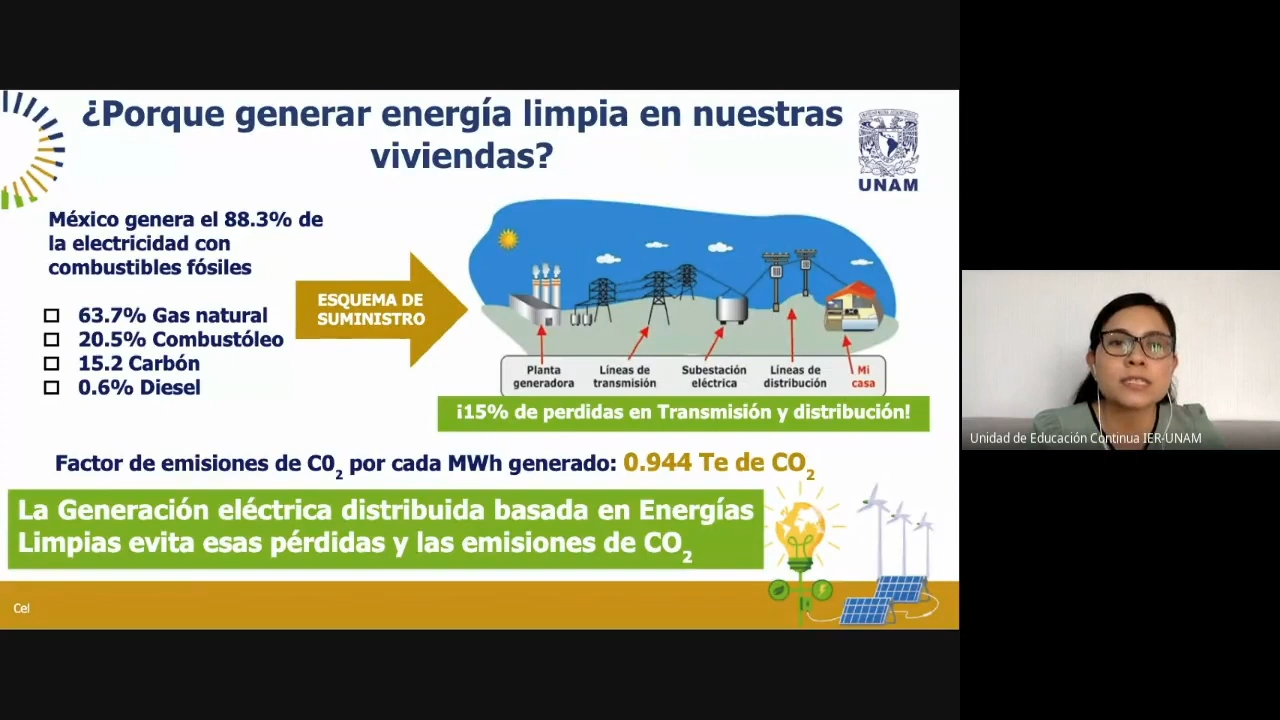 ¿Porque generar energía limpia en nuestras
viviendas?
UNAM
México genera el 88.3% de
la electricidad con
combustibles fósiles
63.7% Gas natural
20.5% Combustóleo
15.2 Carbón
0.6% Diesel
ESQUEMA DE
SUMINISTRO
Planta
generadora
Líneas de
transmisión
Subestación
eléctrica
Líneas de
distribución
Mi
casa
¡15% de perdidas en Transmisión y distribución!
Factor de emisiones de C0₂ por cada MWh generado: 0.944 Te de CO₂
La Generación eléctrica distribuida basada en Energías
Limpias evita esas pérdidas y las emisiones de CO₂
Cel
Unidad de Educación Continua IER-UNAM